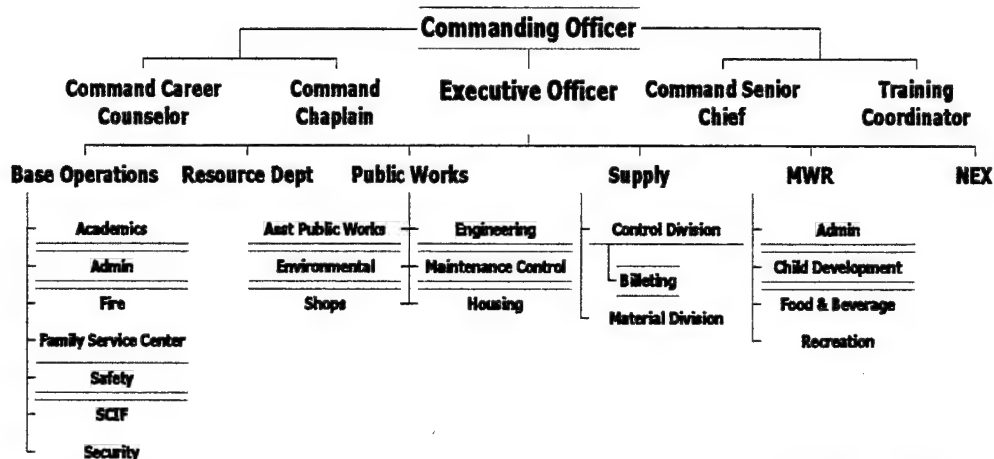 Commanding Officer
Command Career
Counselor
Command
Chaplain
Executive Officer
Command Senior
Chief
Training
Coordinator
Base Operations
Resource Dept
Public Works
Supply
MWR
NEX
Academics
Admin
Fire
Family Service Center
Safety
SCIF
Security
Asst Public Works
Environmental
Shops
Engineering
Maintenance Control
Housing
Control Division
Billeting
Material Division
Admin
Child Development
Food & Beverage
Recreation